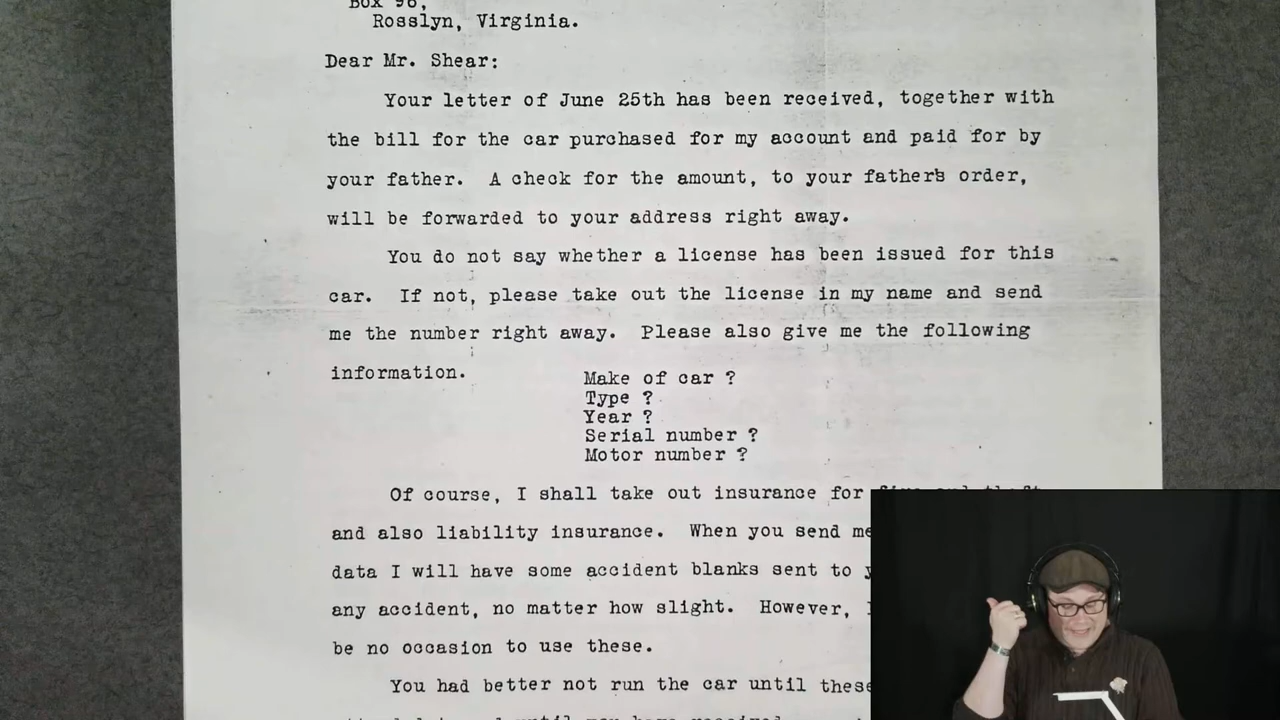 Box 96,
Rosslyn, Virginia.
Dear Mr. Shear:
Your letter of June 25th has been received, together with
the bill for the car purchased for my account and paid for by
your father. A check for the amount, to your father's order,
will be forwarded to your address right away.
You do not say whether a license has been issued for this
car. If not, please take out the license in my name and send
me the number right away. Please also give me the following
information.
Make of car ?
Type ?
Year ?
Serial number ?
Motor number ?
Of course, I shall take out insurance for fire and theft
and also liability insurance. When you send me
data I will have some accident blanks sent to
any accident, no matter how slight. However,
be no occasion to use these.
You had better not run the car until these